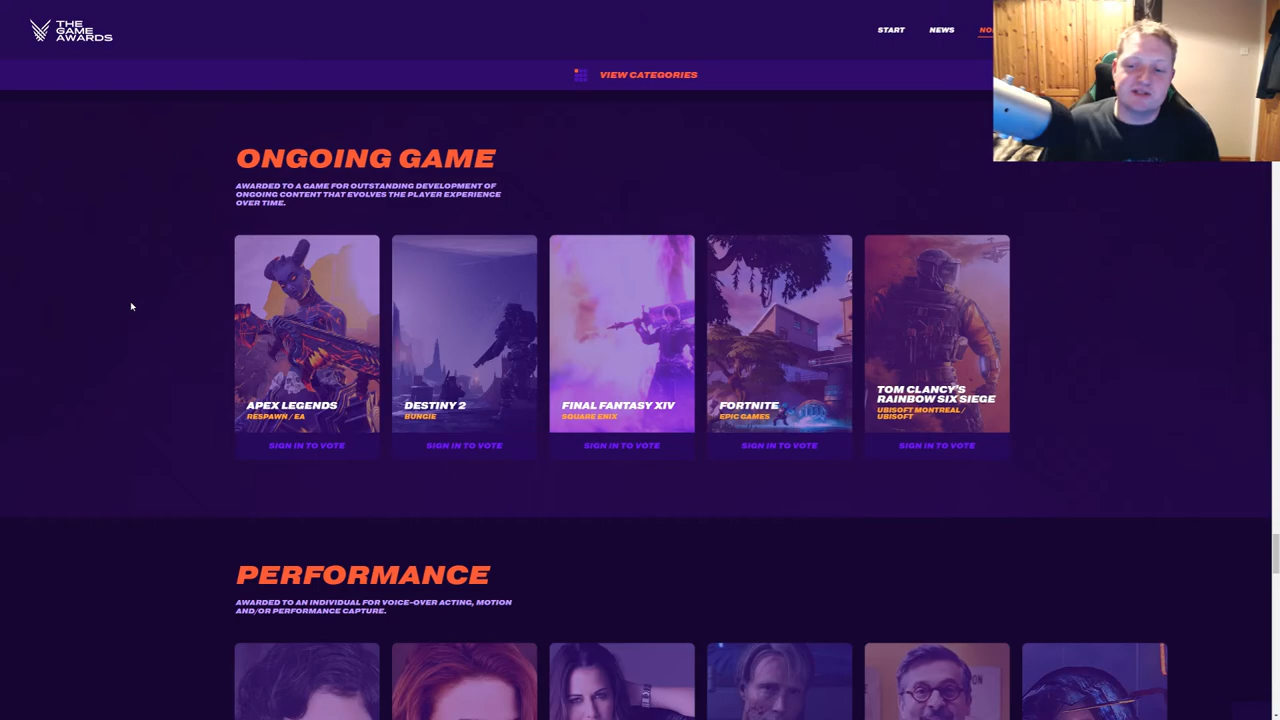 THE
GAME
AWARDS
START
NEWS
VIEW CATEGORIES
ONGOING GAME
AWARDED TO A GAME FOR OUTSTANDING DEVELOPMENT OF
ONGOING CONTENT THAT EVOLVES THE PLAYER EXPERIENCE
OVER TIME.
APEX LEGENDS
RESPAWN / EA
SIGN IN TO VOTE
DESTINY 2
BUNGIE
SIGN IN TO VOTE
FINAL FANTASY XIV
SQUARE ENIX
SIGN IN TO VOTE
FORTNITE
EPIC GAMES
SIGN IN TO VOTE
TOM CLANCY'S
RAINBOW SIX SIEGE
UBISOFT MONTREAL /
UBISOFT
SIGN IN TO VOTE
PERFORMANCE
AWARDED TO AN INDIVIDUAL FOR VOICE-OVER ACTING, MOTION
AND/OR PERFORMANCE CAPTURE.